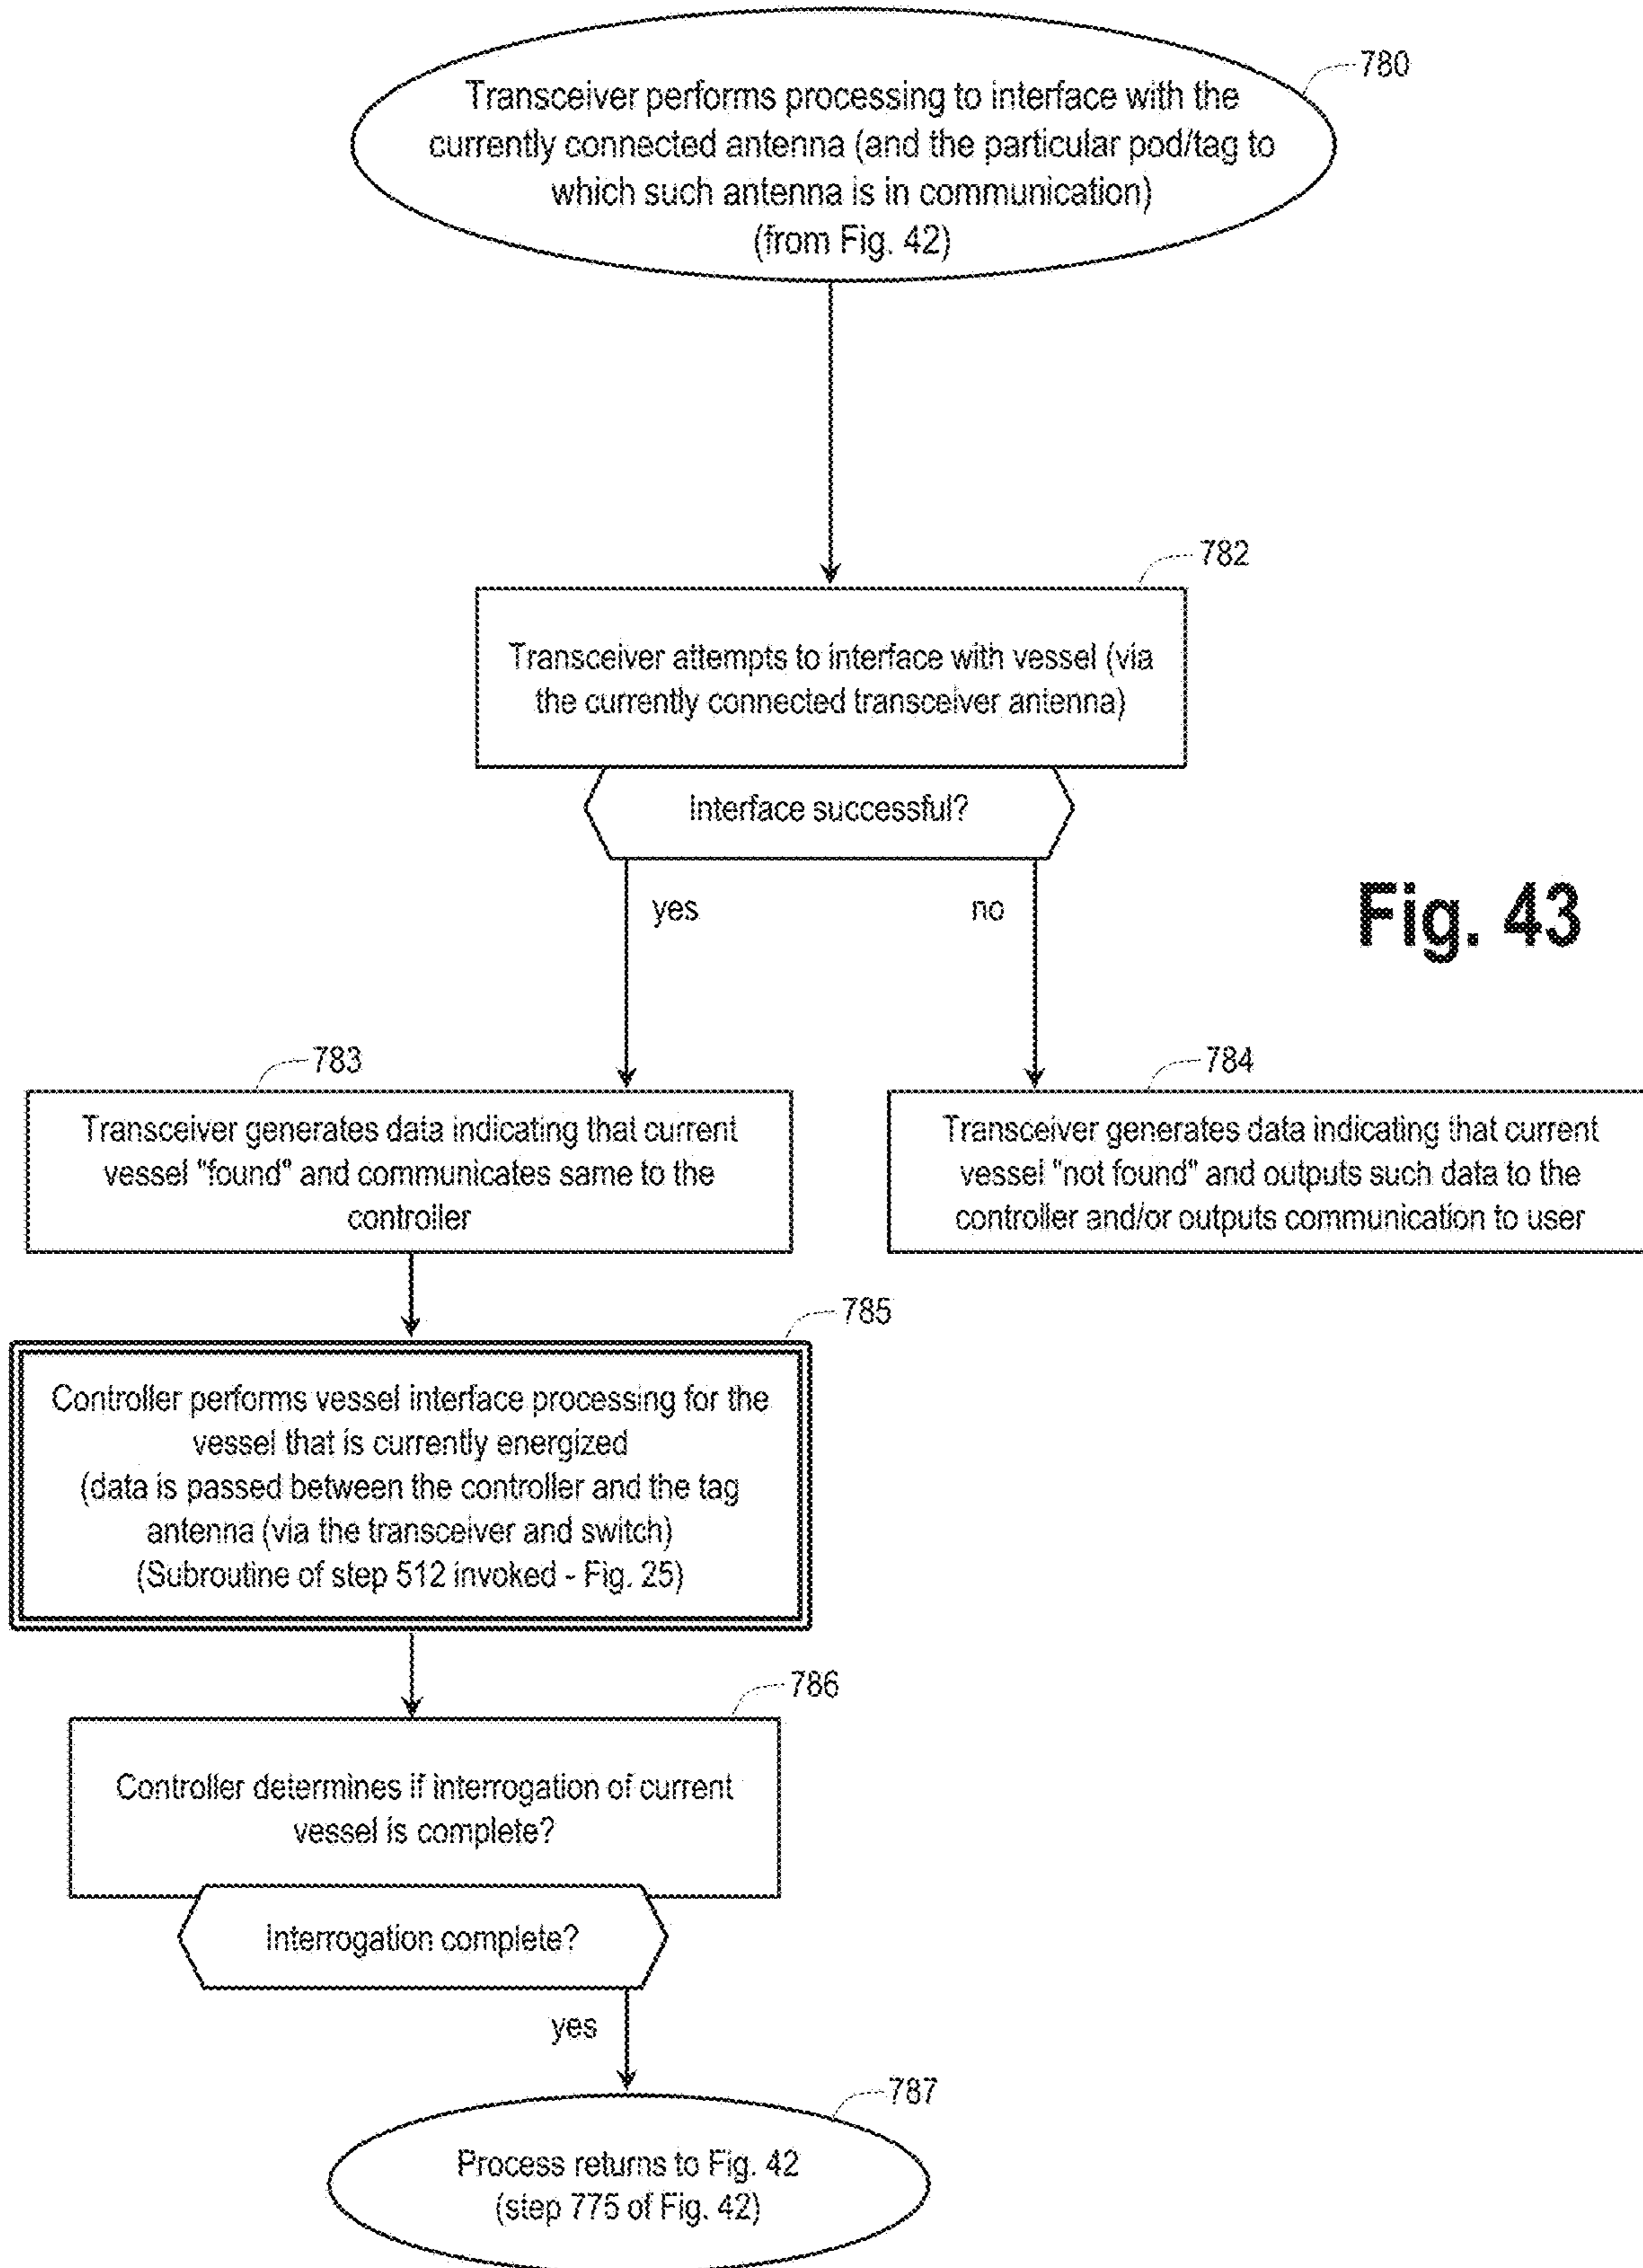 780
Transceiver performs processing to interface with the
currently connected antenna (and the particular pod/tag to
which such antenna is in communication)
(from Fig. 42)
782
Transceiver attempts to interface with vessel (via
the currently connected transceiver antenna)
Interface successful?
yes
no
Fig. 43
783
Transceiver generates data indicating that current
vessel "found" and communicates same to the
controller
784
Transceiver generates data indicating that current
vessel "not found" and outputs such data to the
controller and/or outputs communication to user
785
Controller performs vessel interface processing for the
vessel that is currently energized
(data is passed between the controller and the tag
antenna (via the transceiver and switch)
(Subroutine of step 512 invoked - Fig. 25)
786
Controller determines if interrogation of current
vessel is complete?
Interrogation complete?
yes
787
Process returns to Fig. 42
(step 775 of Fig. 42)